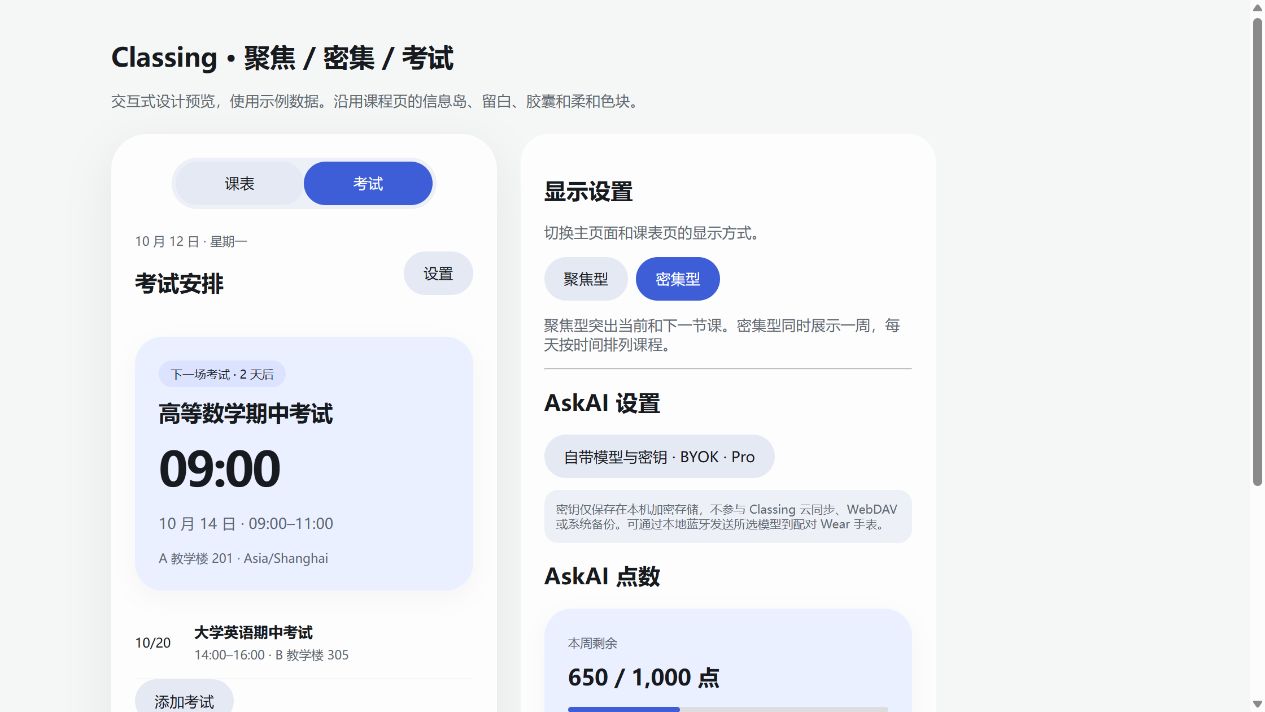 Classing • 聚焦 / 密集 / 考试
交互式设计预览，使用示例数据。沿用课程页的信息岛、留白、胶囊和柔和色块。
课表
考试
10 月 12 日 · 星期一
考试安排
设置
下一场考试 · 2 天后
高等数学期中考试
09:00
10 月 14 日 · 09:00–11:00
A 教学楼 201 · Asia/Shanghai
10/20
大学英语期中考试
14:00–16:00 · B 教学楼 305
添加考试
显示设置
切换主页面和课表页的显示方式。
聚焦型
密集型
聚焦型突出当前和下一节课。密集型同时展示一周，每
天按时间排列课程。
AskAI 设置
自带模型与密钥 · BYOK · Pro
密钥仅保存在本机加密存储，不参与 Classing 云同步、WebDAV
或系统备份。可通过本地蓝牙发送所选模型到配对 Wear 手表。
AskAI 点数
本周剩余
650 / 1,000 点